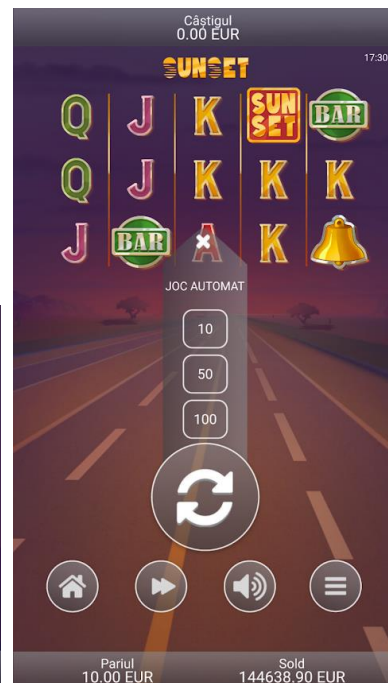 Câștigul
0.00 EUR
SUNSET
17:30
Q J K SUN SET BAR
Q J K K K
J BAR A K
JOC AUTOMAT
10
50
100
Pariul
10.00 EUR
Sold
144638.90 EUR